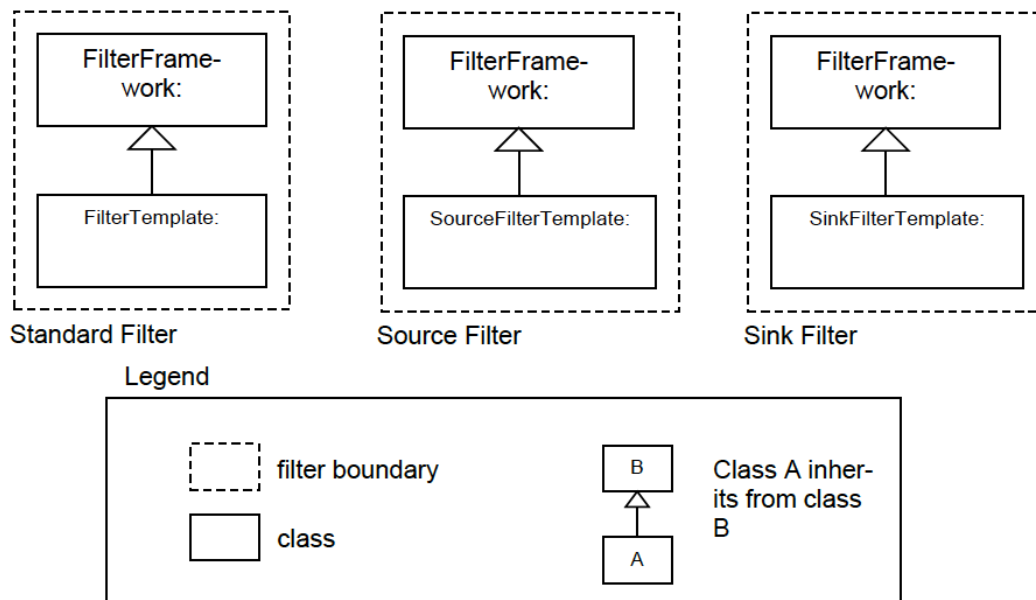 FilterFrame-
work:
FilterTemplate:
Standard Filter
FilterFrame-
work:
SourceFilterTemplate:
Source Filter
FilterFrame-
work:
SinkFilterTemplate:
Sink Filter
Legend
filter boundary
class
B
A
Class A inher-
its from class
B